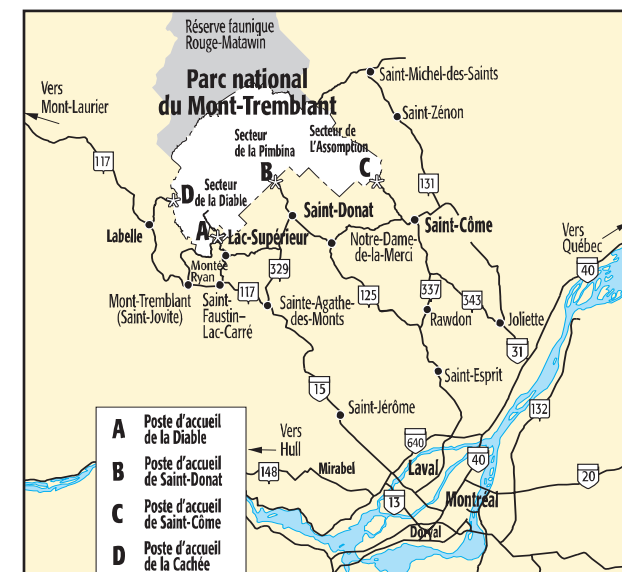 Réserve faunique
Rouge-Matawin
Parc national
du Mont-Tremblant
Saint-Michel-des-Saints
Vers
Mont-Laurier
Saint-Zénon
Secteur
de la Pimbina
Secteur de
L'Assomption
117
B
C
D
Secteur
de la Diable
131
Saint-Donat
Saint-Côme
A
Lac-Supérieur
Labelle
Notre-Dame-
de-la-Merci
Vers
Québec
40
Montée
Ryan
329
117
125
337
343
Mont-Tremblant
(Saint-Jovite)
Saint-
Faustin–
Lac-Carré
Sainte-Agathe-
des-Monts
Rawdon
Joliette
31
Saint-Esprit
15
Saint-Jérôme
132
A Poste d'accueil
de la Diable
B Poste d'accueil
de Saint-Donat
C Poste d'accueil
de Saint-Côme
D Poste d'accueil
de la Cachée
Vers
Hull
640
148
Mirabel
Laval
40
20
13
Montréal
Dorval